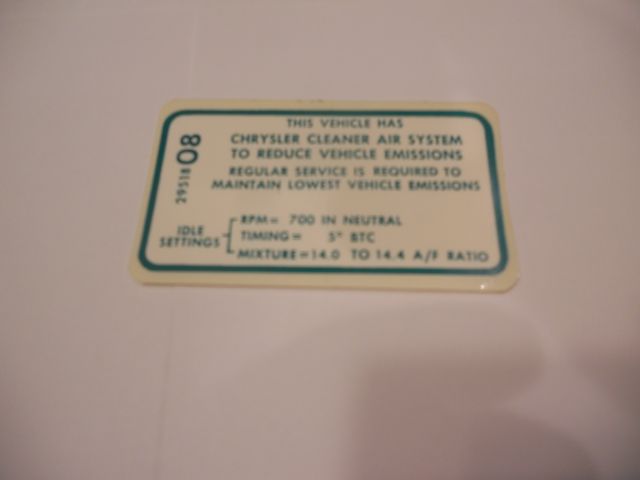 THIS VEHICLE HAS
CHRYSLER CLEANER AIR SYSTEM
TO REDUCE VEHICLE EMISSIONS
REGULAR SERVICE IS REQUIRED TO
MAINTAIN LOWEST VEHICLE EMISSIONS
2951808
IDLE
SETTINGS
RPM= 700 IN NEUTRAL
TIMING= 5° BTC
MIXTURE=14.0 TO 14.4 A/F RATIO